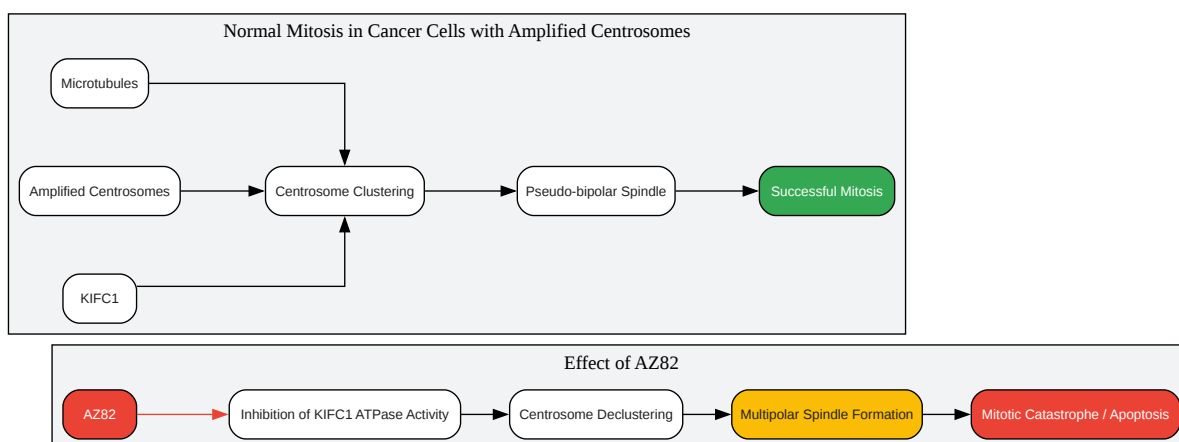 Normal Mitosis in Cancer Cells with Amplified Centrosomes
Microtubules
Amplified Centrosomes
Centrosome Clustering
Pseudo-bipolar Spindle
Successful Mitosis
KIFC1
Effect of AZ82
AZ82
Inhibition of KIFC1 ATPase Activity
Centrosome Declustering
Multipolar Spindle Formation
Mitotic Catastrophe / Apoptosis